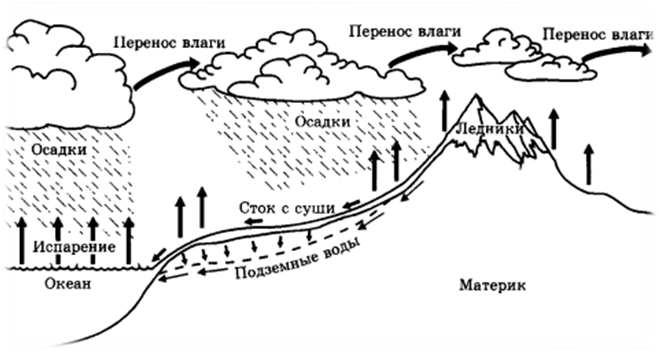 Перенос влаги
Перенос влаги
Перенос влаги
Осадки
Осадки
Ледники
Сток с суши
Испарение
Подземные воды
Океан
Материк